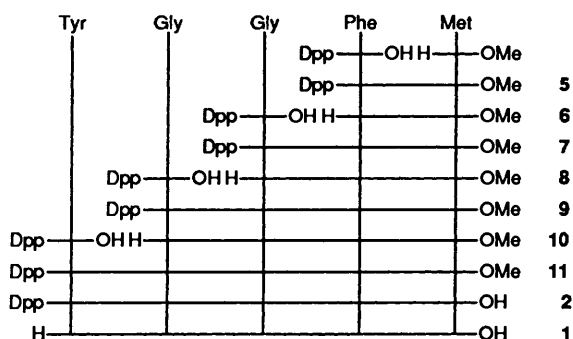 Tyr Gly Gly Phe Met
Dpp OH H OMe
Dpp OMe 5
Dpp OH H OMe 6
Dpp OMe 7
Dpp OH H OMe 8
Dpp OMe 9
Dpp OH H OMe 10
Dpp OMe 11
Dpp OH 2
H OH 1